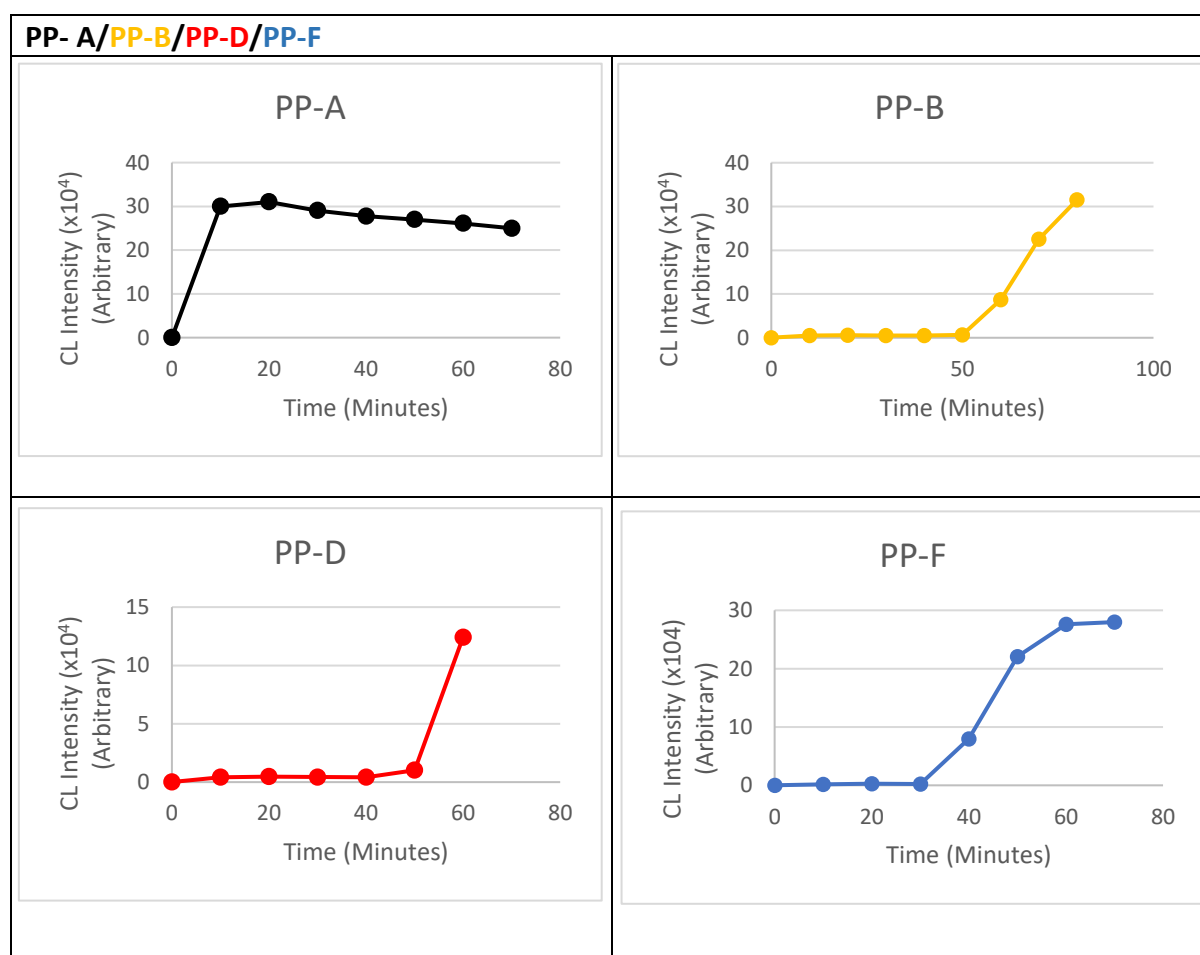 PP- A/PP-B/PP-D/PP-F
PP-A
CL Intensity (x10⁴)
(Arbitrary)
40
30
20
10
0
0 20 40 60 80
Time (Minutes)
PP-B
CL Intensity (x10⁴)
(Arbitrary)
40
30
20
10
0
0 50 100
Time (Minutes)
PP-D
CL Intensity (x10⁴)
(Arbitrary)
15
10
5
0
0 20 40 60 80
Time (Minutes)
PP-F
CL Intensity (x104)
(Arbitrary)
30
20
10
0
0 20 40 60 80
Time (Minutes)